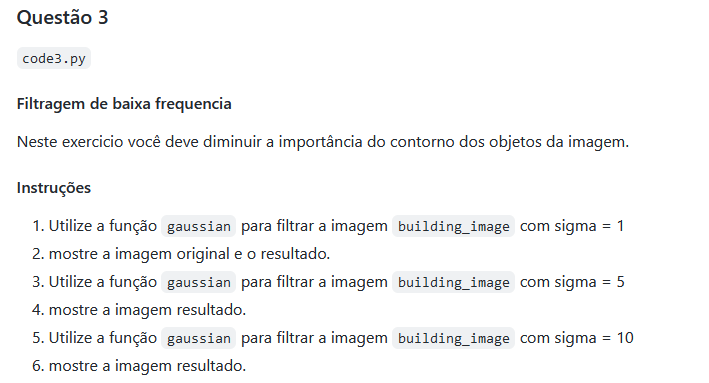 Questão 3
code3.py
Filtragem de baixa frequencia
Neste exercicio você deve diminuir a importância do contorno dos objetos da imagem.
Instruções
1. Utilize a função gaussian para filtrar a imagem building_image com sigma = 1
2. mostre a imagem original e o resultado.
3. Utilize a função gaussian para filtrar a imagem building_image com sigma = 5
4. mostre a imagem resultado.
5. Utilize a função gaussian para filtrar a imagem building_image com sigma = 10
6. mostre a imagem resultado.